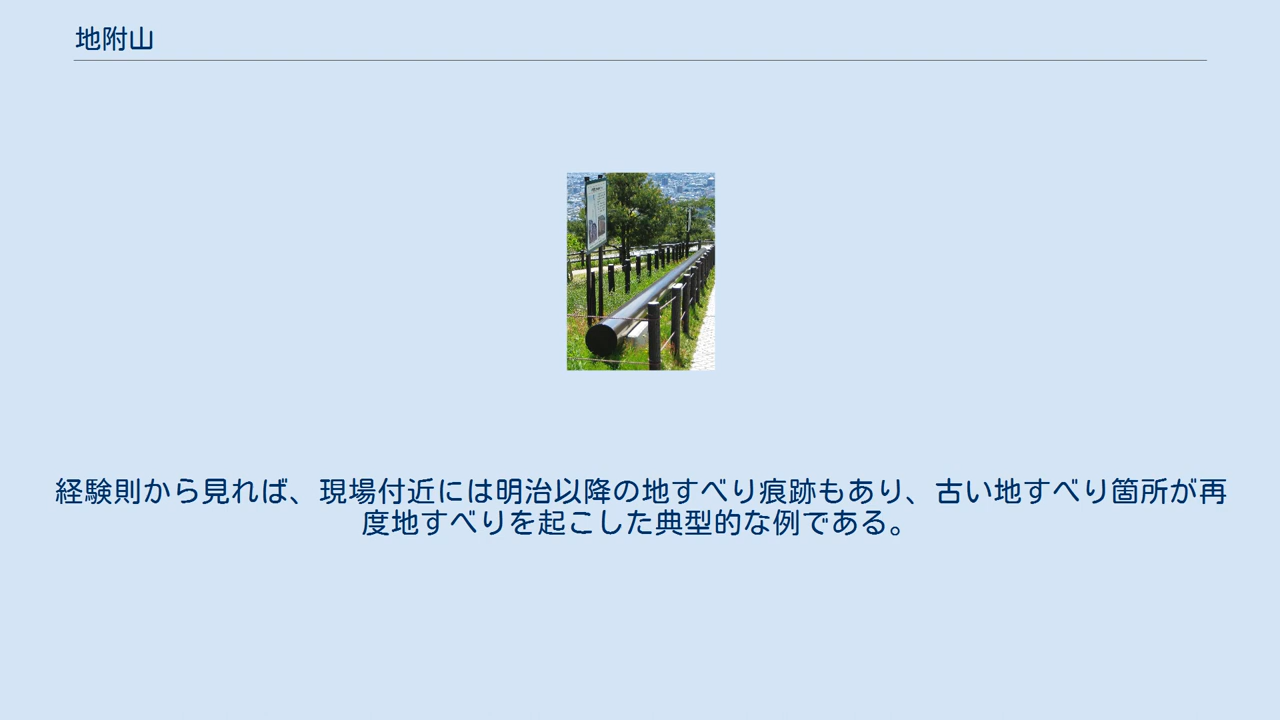 地附山
経験則から見れば、現場付近には明治以降の地すべり痕跡もあり、古い地すべり箇所が再
度地すべりを起こした典型的な例である。